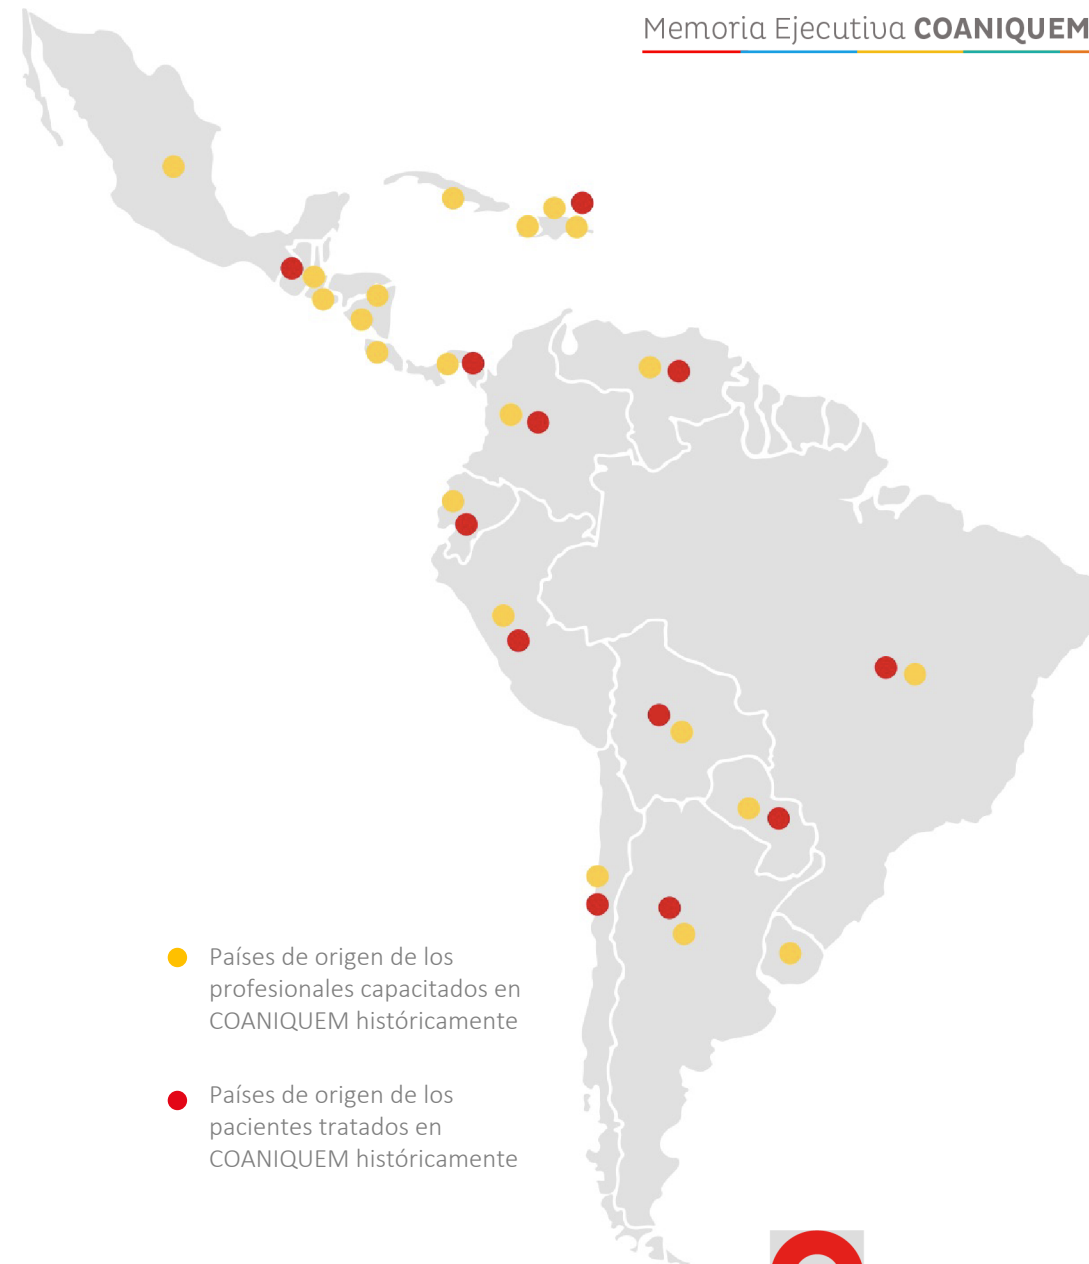 Memoria Ejecutiva COANIQUEM
Países de origen de los
profesionales capacitados en
COANIQUEM históricamente
Países de origen de los
pacientes tratados en
COANIQUEM históricamente